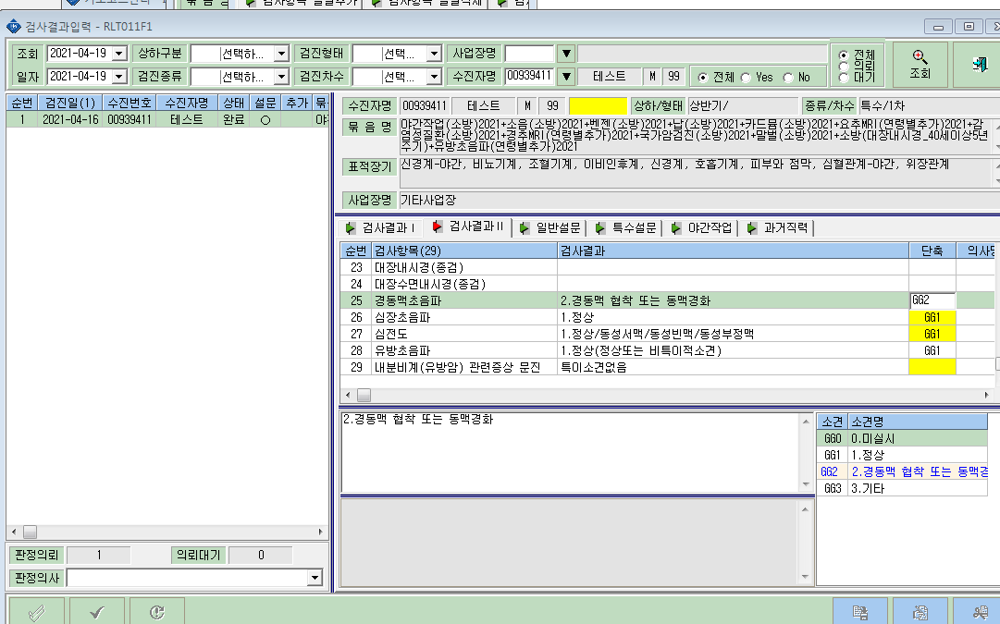 검사결과입력 - RLT011F1
조회 2021-04-19 상하구분 선택하... 검진형태 선택... 사업장명 전체 의뢰 대기 조회
일자 2021-04-19 검진종류 선택하... 검진차수 선택... 수진자명 00939411 테스트 M 99 전체 Yes No
순번 검진일(1) 수진번호 수진자명 상태 설문 추가
1 2021-04-16 00939411 테스트 완료 ○
수진자명 00939411 테스트 M 99 상하/형태 상반기/ 종류/차수 특수/1차
묶 음 명 야간작업(소방)2021+소음(소방)2021+벤젠(소방)2021+납(소방)2021+카드뮴(소방)2021+요추MRI(연령별추가)2021+감
염성질환(소방)2021+경추MRI(연령별추가)2021+국가암검진(소방)2021+말벌(소방)2021+소방(대장내시경_40세이상5년
주기)+유방초음파(연령별추가)2021
표적장기 신경계-야간, 비뇨기계, 조혈기계, 이비인후계, 신경계, 호흡기계, 피부와 점막, 심혈관계-야간, 위장관계
사업장명 기타사업장
검사결과Ⅰ 검사결과Ⅱ 일반설문 특수설문 야간작업 과거직력
순번 검사항목(29) 검사결과 단축
23 대장내시경(종검)
24 대장수면내시경(종검)
25 경동맥초음파 2.경동맥 협착 또는 동맥경화 GG2
26 심장초음파 1.정상 GG1
27 심전도 1.정상/동성서맥/동성빈맥/동성부정맥 GG1
28 유방초음파 1.정상(정상또는 비특이적소견) GG1
29 내분비계(유방암) 관련증상 문진 특이소견없음
2.경동맥 협착 또는 동맥경화
소견 소견명
GG0 0.미실시
GG1 1.정상
GG2 2.경동맥 협착 또는 동맥경
GG3 3.기타
판정의뢰 1 의뢰대기 0
판정의사